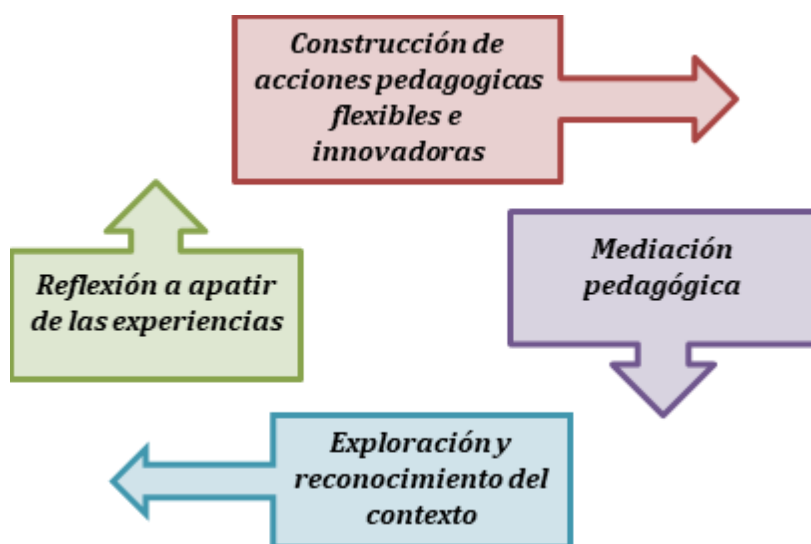 Construcción de
acciones pedagogicas
flexibles e
innovadoras
Mediación
pedagógica
Exploración y
reconocimiento del
contexto
Reflexión a apatir
de las experiencias